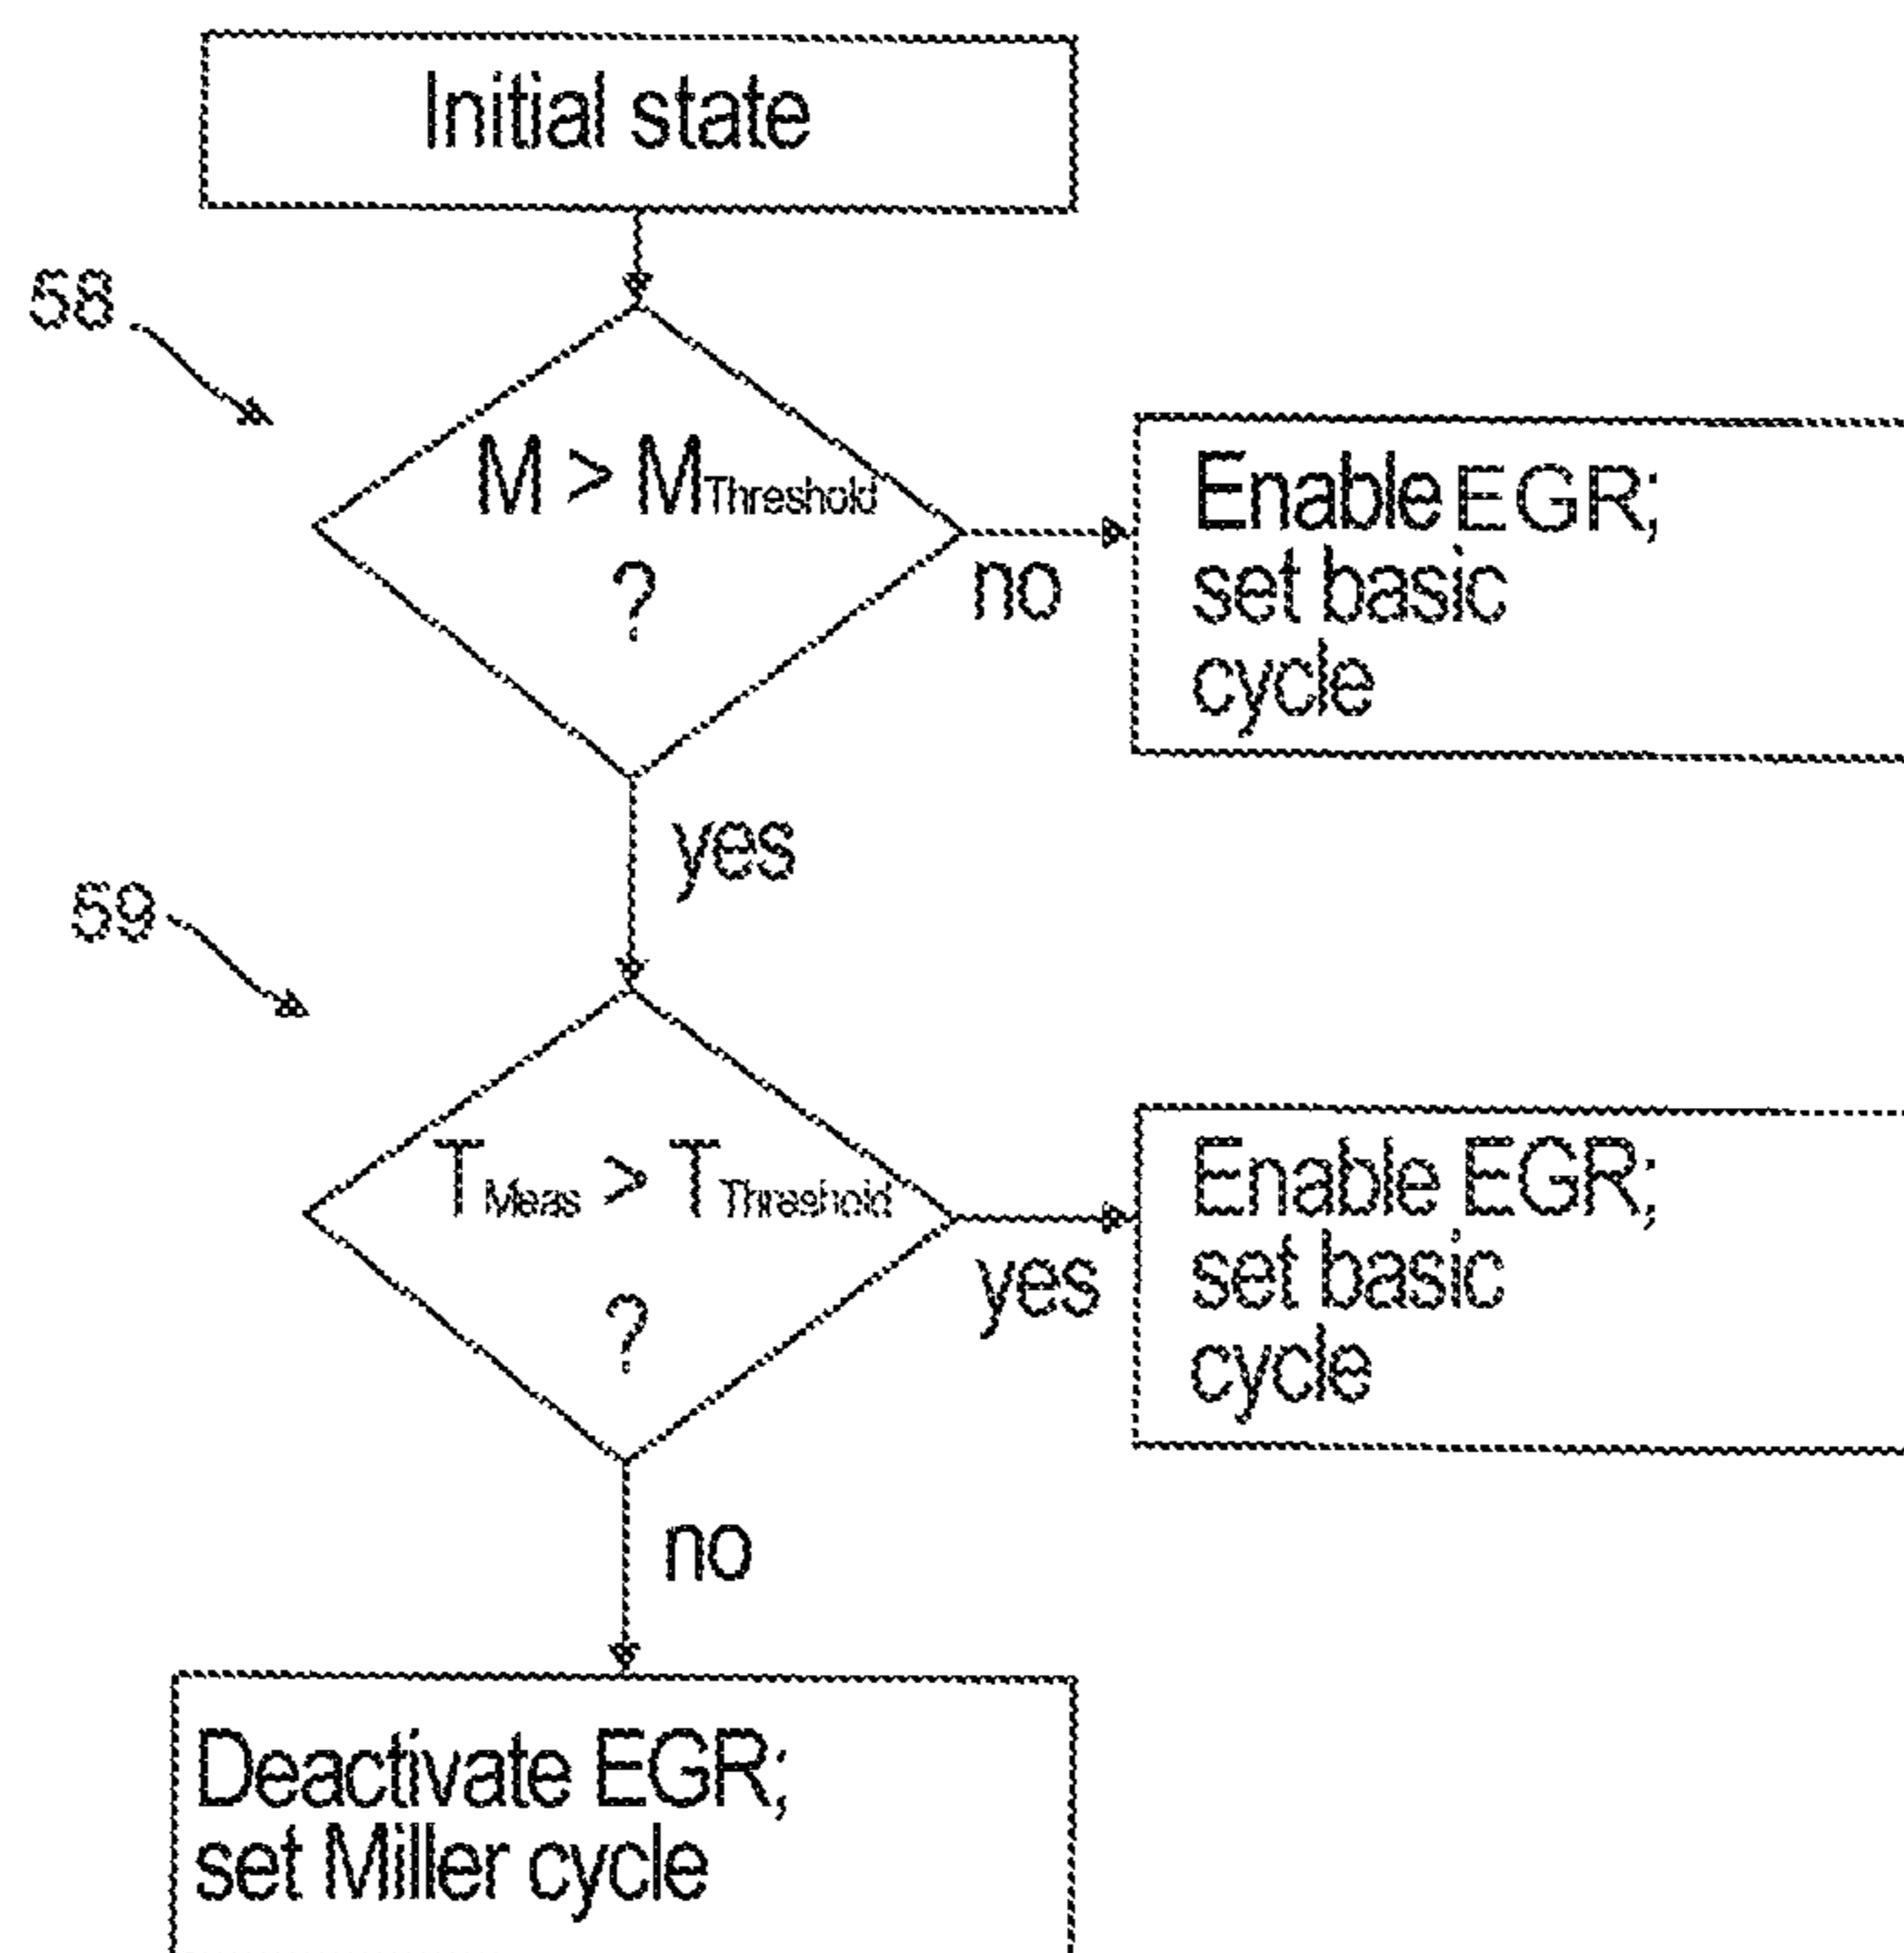 Initial state
58
M > MThreshold
?
no
Enable EGR;
set basic
cycle
yes
59
TMeas > TThreshold
?
yes
Enable EGR;
set basic
cycle
no
Deactivate EGR;
set Miller cycle